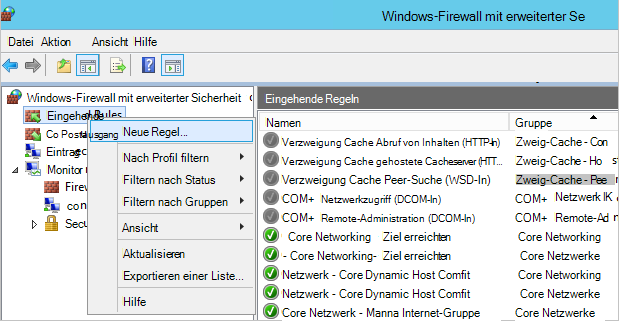 Windows-Firewall mit erweiterter Se
Datei Aktion Ansicht Hilfe
Windows-Firewall mit erweiterter Sicherheit
Eingehende Rules
Co Postausgang
Eintrag
Monitor
Firew
con
Secu
Neue Regel...
Nach Profil filtern
Filtern nach Status
Filtern nach Gruppen
Ansicht
Aktualisieren
Exportieren einer Liste...
Hilfe
Eingehende Regeln
Namen Gruppe
Verzweigung Cache Abruf von Inhalten (HTTP-In) Zweig-Cache - Con
Verzweigung Cache gehostete Cacheserver (HTT... Zweig-Cache - Ho s
Verzweigung Cache Peer-Suche (WSD-In) Zweig-Cache - Pee
COM+ Netzwerkzugriff (DCOM-In) COM+ Netzwerk IK
COM+ Remote-Administration (DCOM-In) COM+ Remote-Ad
Core Networking Ziel erreichten Core Networking
- Core-Networking- Ziel erreichten Core Networking
Netzwerk - Core Dynamic Host Comfit Core Netzwerke
Netzwerk - Core Dynamic Host Comfit Core Netzwerke
Core Netzwerk - Manna Internet-Gruppe Core Netzwerke